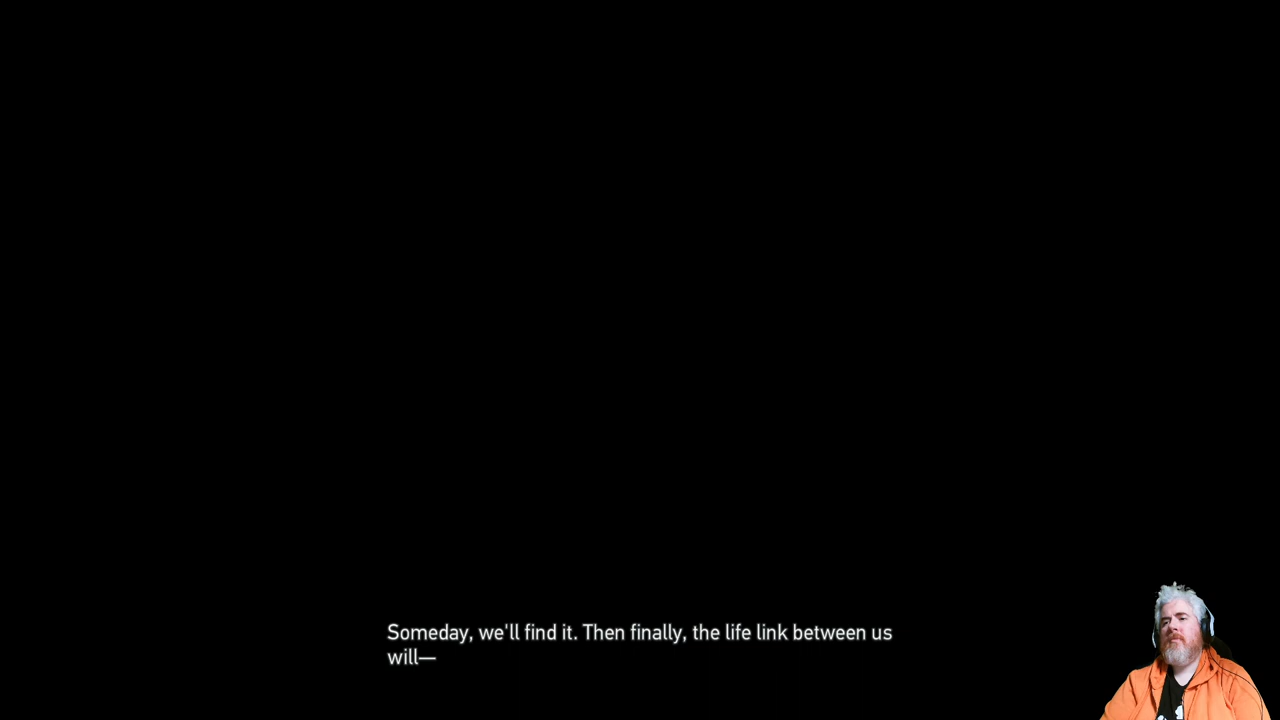 Someday, we'll find it. Then finally, the life link between us
will—